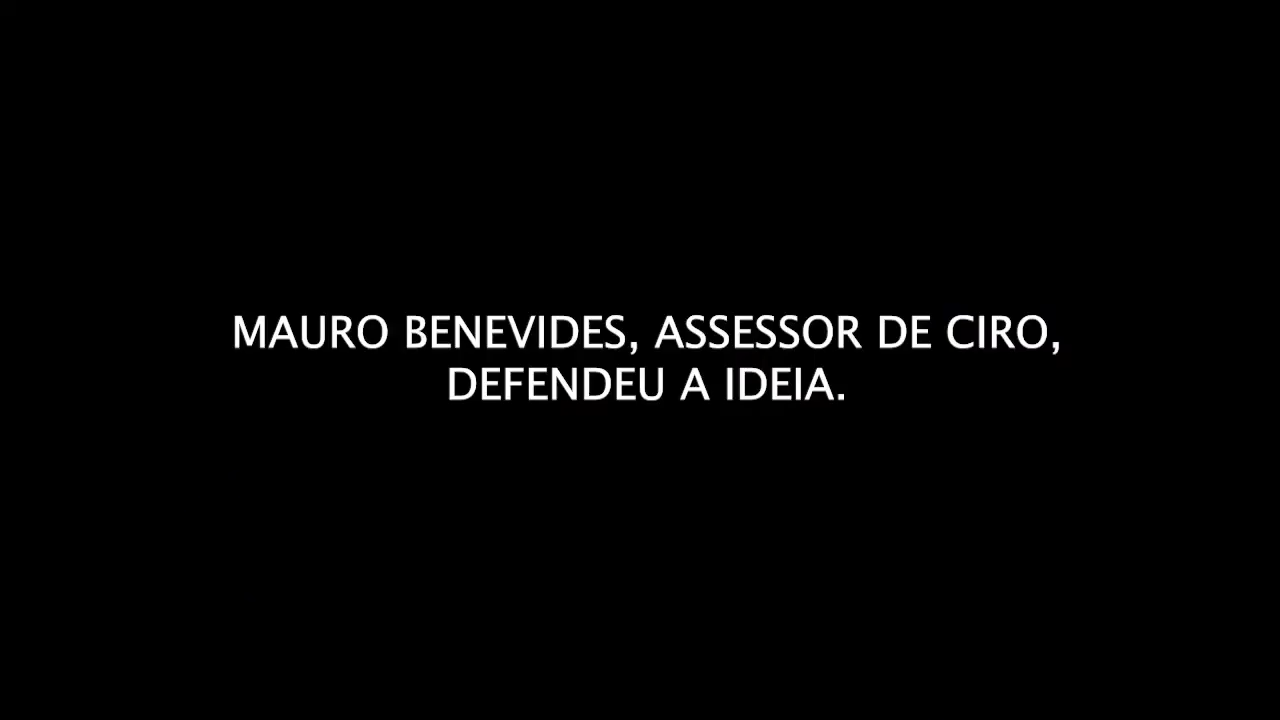 MAURO BENEVIDES, ASSESSOR DE CIRO,
DEFENDEU A IDEIA.